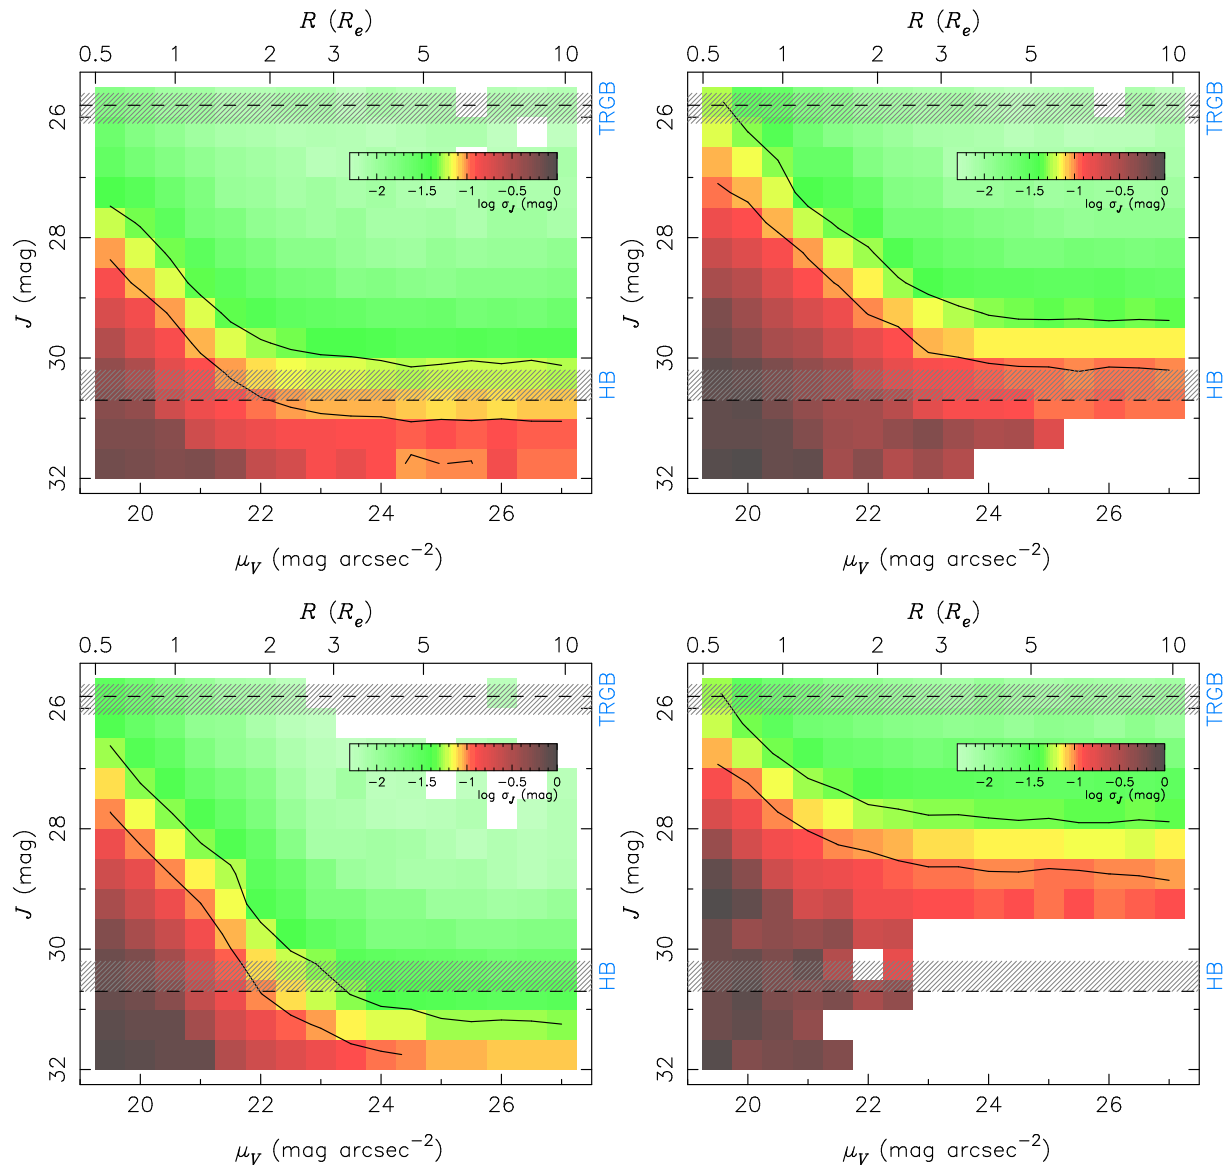 R (Rₑ)
0.5 1 2 3 5 10
26 28 30 32
J (mag)
TRGB
HB
−2 −1.5 −1 −0.5 0
log σ_J (mag)
20 22 24 26
μ_V (mag arcsec⁻²)
R (Rₑ)
0.5 1 2 3 5 10
26 28 30 32
J (mag)
TRGB
HB
−2 −1.5 −1 −0.5 0
log σ_J (mag)
20 22 24 26
μ_V (mag arcsec⁻²)
R (Rₑ)
0.5 1 2 3 5 10
26 28 30 32
J (mag)
TRGB
HB
−2 −1.5 −1 −0.5 0
log σ_J (mag)
20 22 24 26
μ_V (mag arcsec⁻²)
R (Rₑ)
0.5 1 2 3 5 10
26 28 30 32
J (mag)
TRGB
HB
−2 −1.5 −1 −0.5 0
log σ_J (mag)
20 22 24 26
μ_V (mag arcsec⁻²)